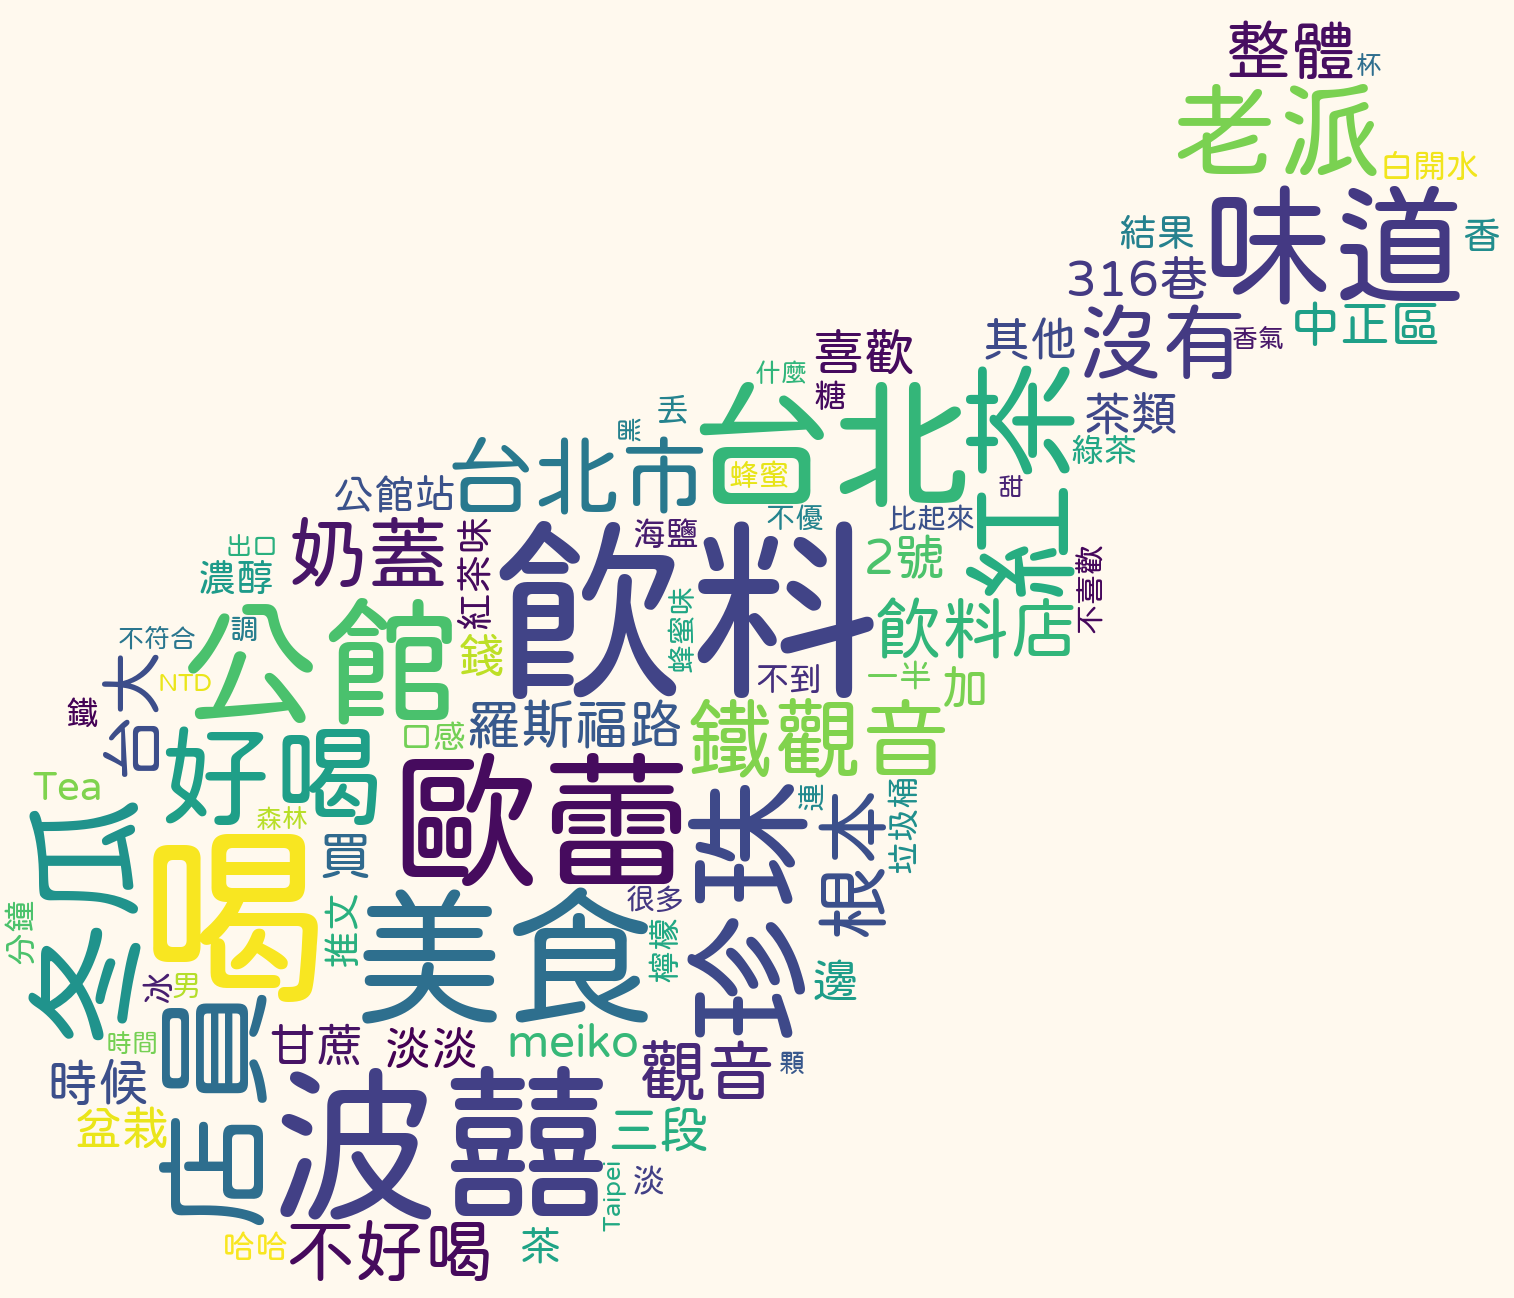 整體
杯
老派
白開水
味道
結果
香
316巷
中正區
沒有
香氣
其他
喜歡
什麼
糖
紅茶
茶類
綠茶
丟
黑
台北
台北市
蜂蜜
甜
公館站
不優
比起來
海鹽
奶蓋
紅茶味
飲料
2號
不喜歡
出口
濃醇
蜂蜜味
飲料店
公館
調
不符合
錢
不到
一半
加
台大
NTD
鐵
口感
羅斯福路
鐵觀音
好喝
歐蕾
Tea
冬瓜
森林
珍珠
連
根本
垃圾桶
喝
買
美食
很多
推文
檸檬
分鐘
冰
男
邊
店員
時間
甘蔗
淡淡
meiko
觀音
顆
時候
波囍
盆栽
三段
淡
Taipei
哈哈
不好喝
茶